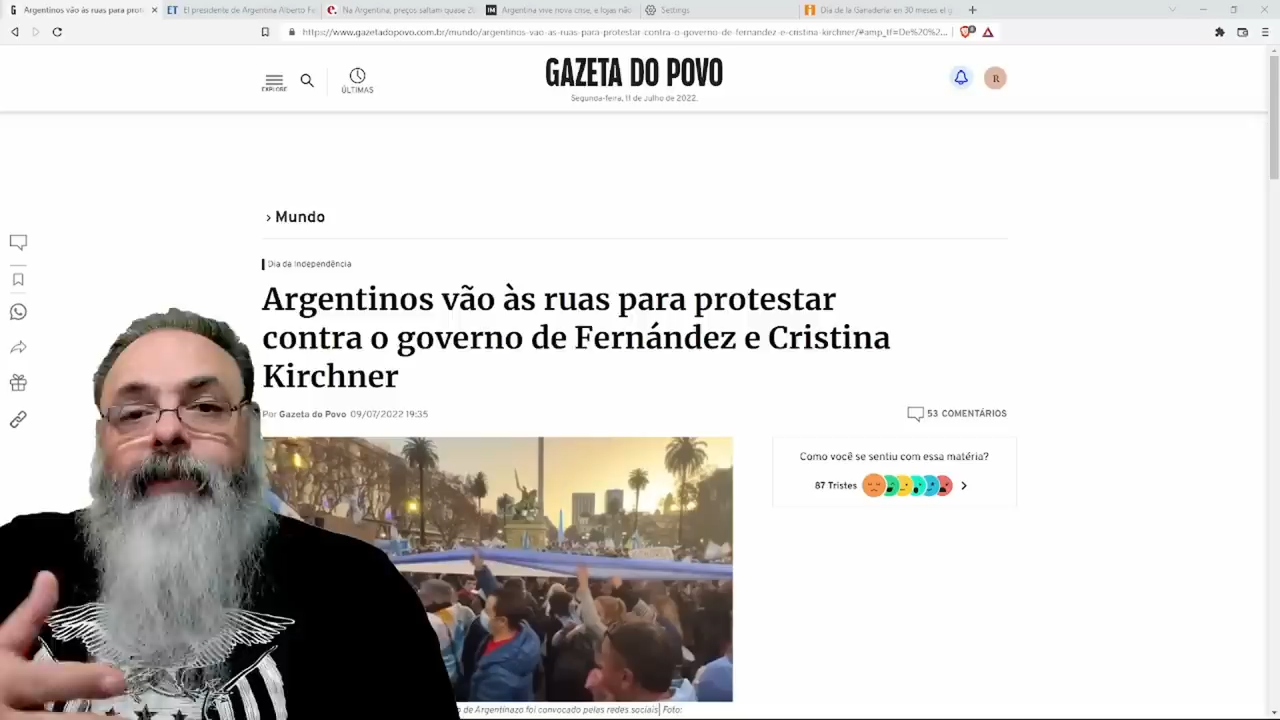 Argentinos vão às ruas para prot
El presidente de Argentina Alberto Fe
Na Argentina, preços saltam quase 2
Argentina vive nova crise, e lojas não
Settings
Día de la Ganadería: en 30 meses el g
https://www.gazetadopovo.com.br/mundo/argentinos-vao-as-ruas-para-protestar-contra-o-governo-de-fernandez-e-cristina-kirchner/#amp_tf=De%20%2...
EXPLORE
ÚLTIMAS
GAZETA DO POVO
Segunda-feira, 11 de Julho de 2022.
R
› Mundo
Dia da Independência
Argentinos vão às ruas para protestar
contra o governo de Fernández e Cristina
Kirchner
Por Gazeta do Povo 09/07/2022 19:35
53 COMENTÁRIOS
Como você se sentiu com essa matéria?
87 Tristes
de Argentinazo foi convocado pelas redes sociais| Foto: